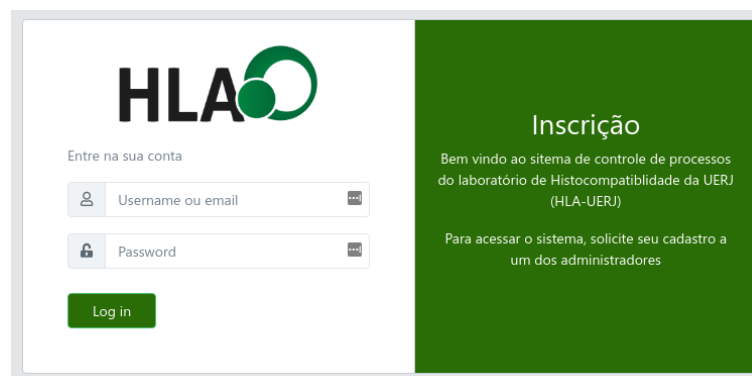 HLA
Entre na sua conta
Username ou email
Password
Log in
Inscrição
Bem vindo ao sitema de controle de processos
do laboratório de Histocompatiblidade da UERJ
(HLA-UERJ)
Para acessar o sistema, solicite seu cadastro a
um dos administradores